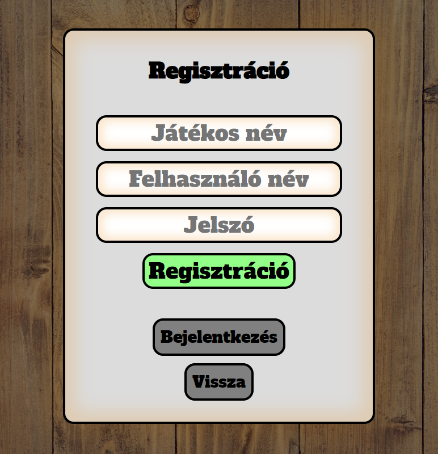 Regisztráció
Játékos név
Felhasználó név
Jelszó
Regisztráció
Bejelentkezés
Vissza